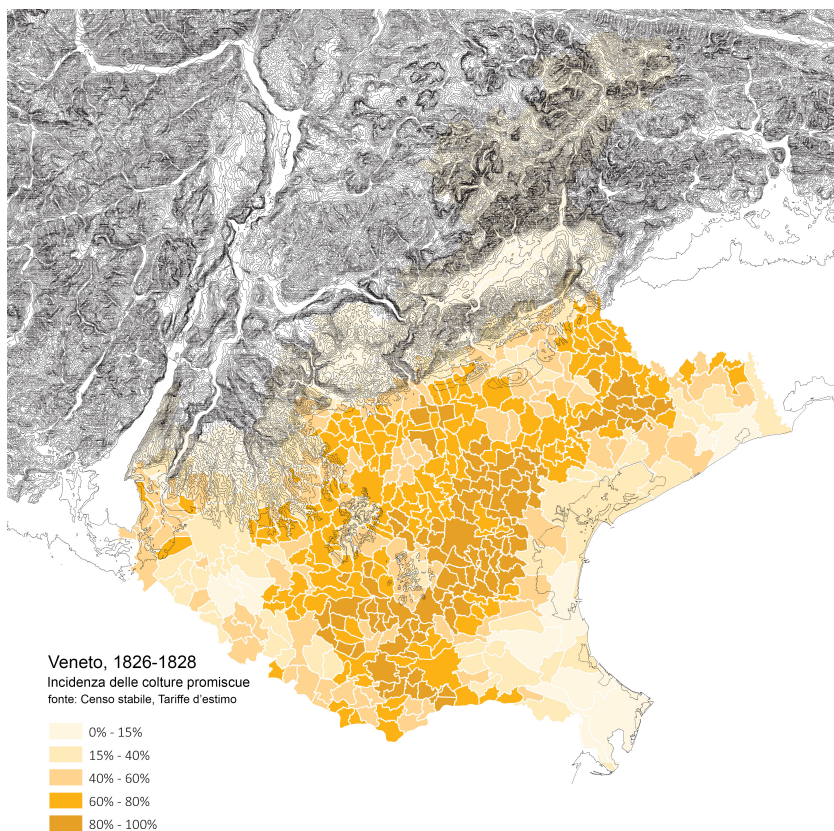 Veneto, 1826-1828
Incidenza delle colture promiscue
fonte: Censo stabile, Tariffe d'estimo
0% - 15%
15% - 40%
40% - 60%
60% - 80%
80% - 100%